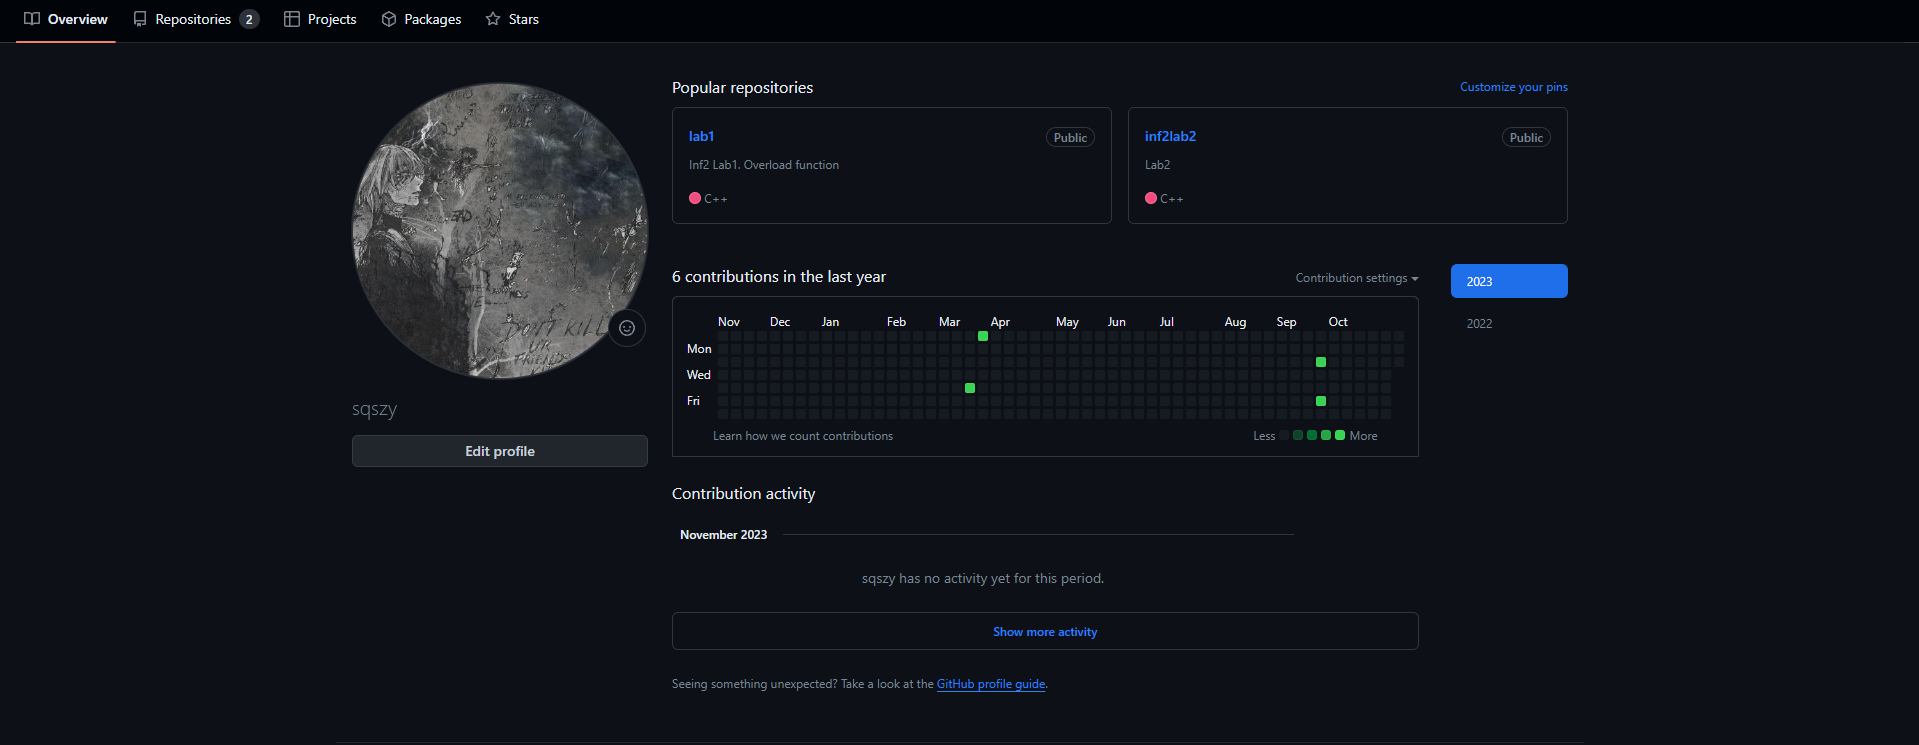 Overview Repositories 2 Projects Packages Stars
Popular repositories Customize your pins
lab1 Public
Inf2 Lab1. Overload function
C++
inf2lab2 Public
Lab2
C++
DON'T KILL
UR
FRIENDS
sqszy
Edit profile
6 contributions in the last year Contribution settings
2023
2022
Nov Dec Jan Feb Mar Apr May Jun Jul Aug Sep Oct
Mon
Wed
Fri
Learn how we count contributions Less More
Contribution activity
November 2023
sqszy has no activity yet for this period.
Show more activity
Seeing something unexpected? Take a look at the GitHub profile guide.